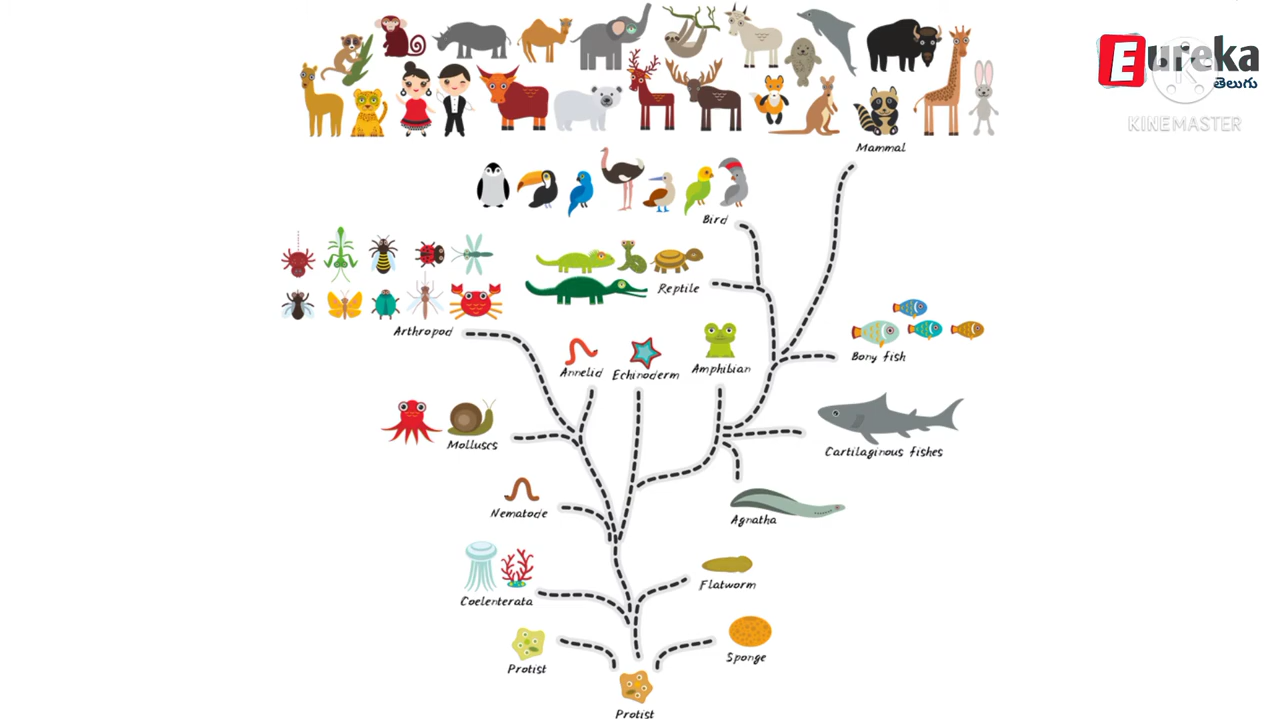 Eureka
తెలుగు
KINEMASTER
Mammal
Bird
Reptile
Arthropod
Bony fish
Annelid
Echinoderm
Amphibian
Molluscs
Cartilaginous fishes
Nematode
Agnatha
Coelenterata
Flatworm
Protist
Sponge
Protist